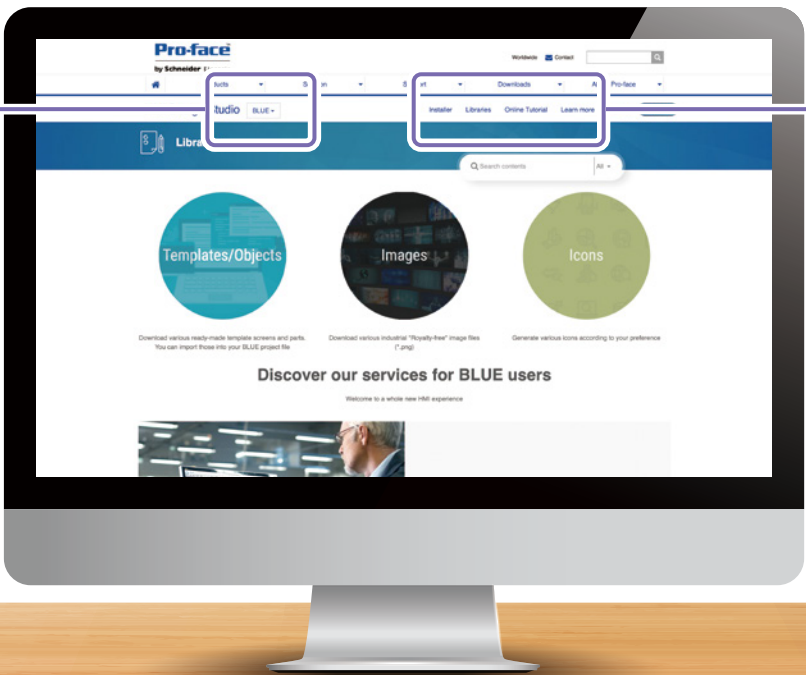 Pro-face
by Schneider
Worldwide Contact
ort Downloads Pro-face
Studio BLUE Installer Libraries Online Tutorial Learn more
Libra
Search contents All
Templates/Objects Images Icons
Download various ready-made template screens and parts. Download various industrial "Royalty-free" image files Generate various icons according to your preference
You can import those into your BLUE project file (*.png)
Discover our services for BLUE users
Welcome to a whole new HMI experience